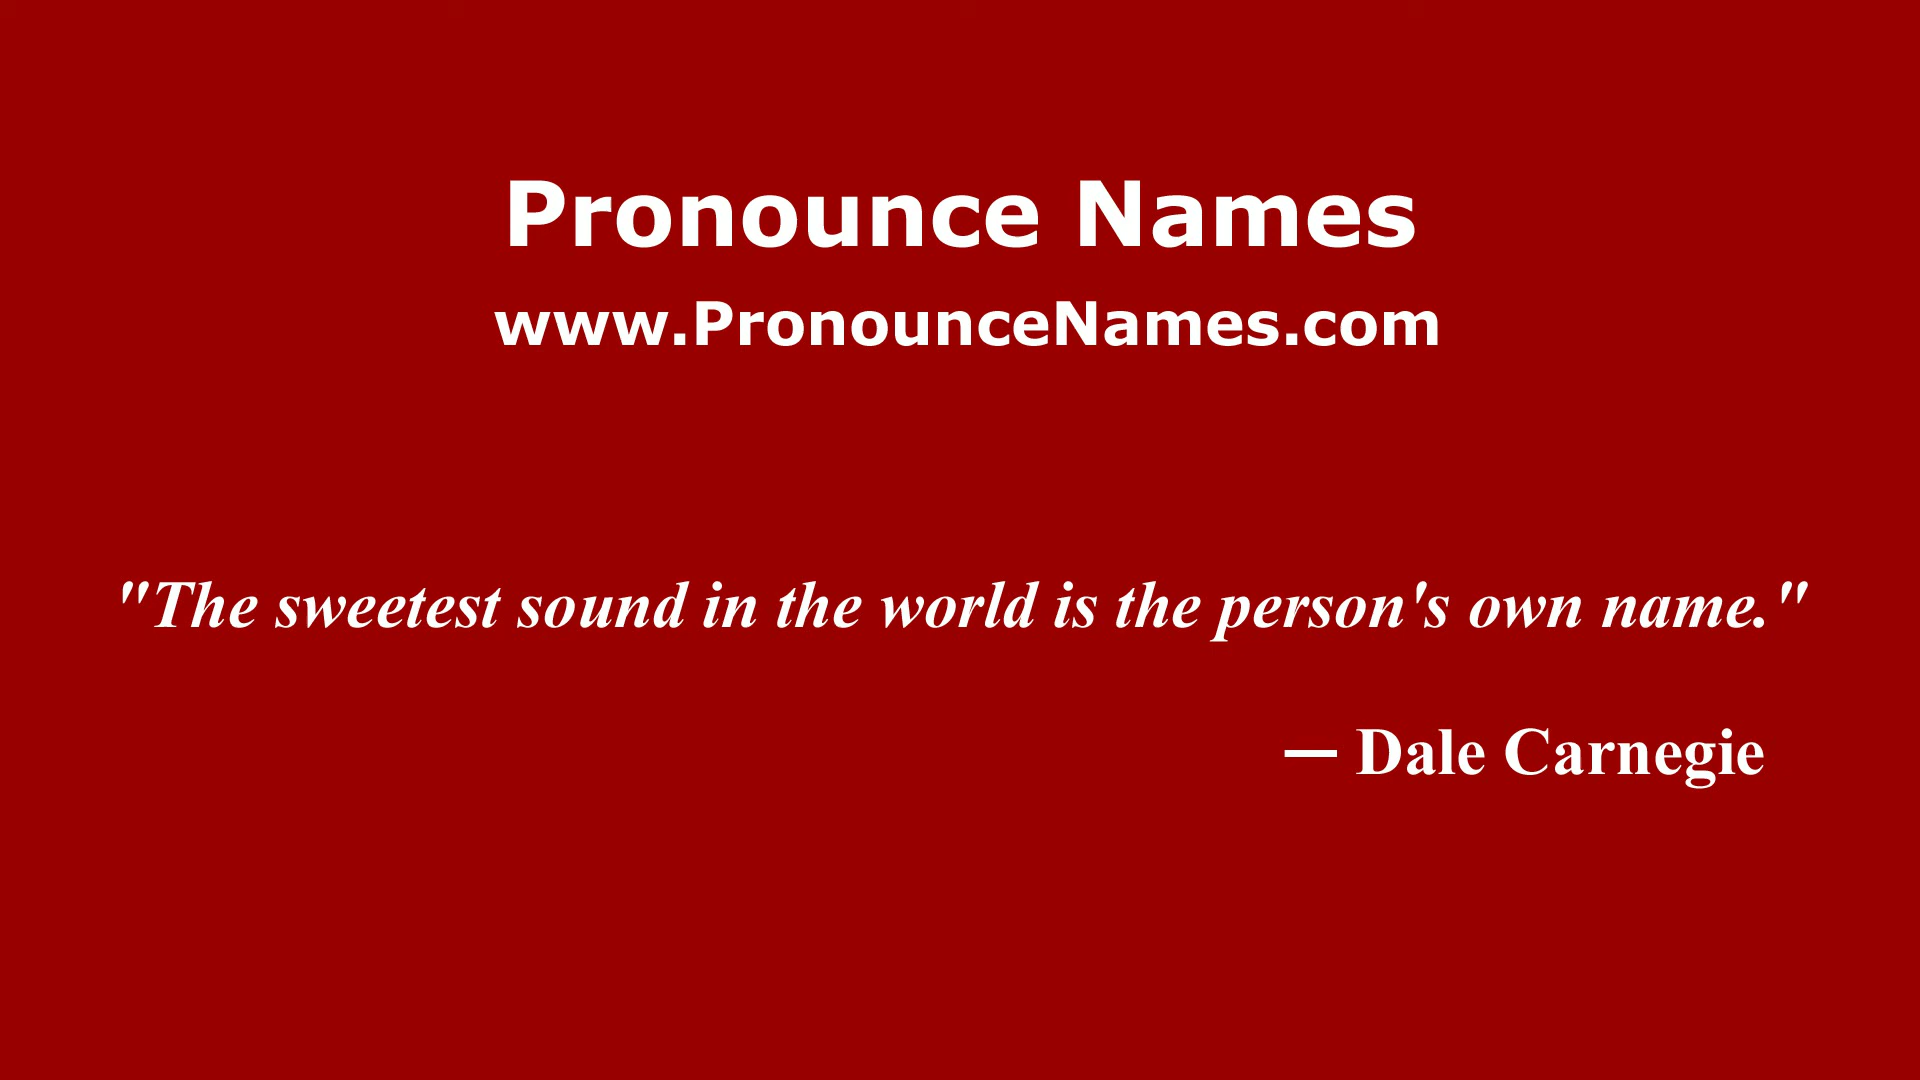 Pronounce Names
www.PronounceNames.com
"The sweetest sound in the world is the person's own name."
— Dale Carnegie